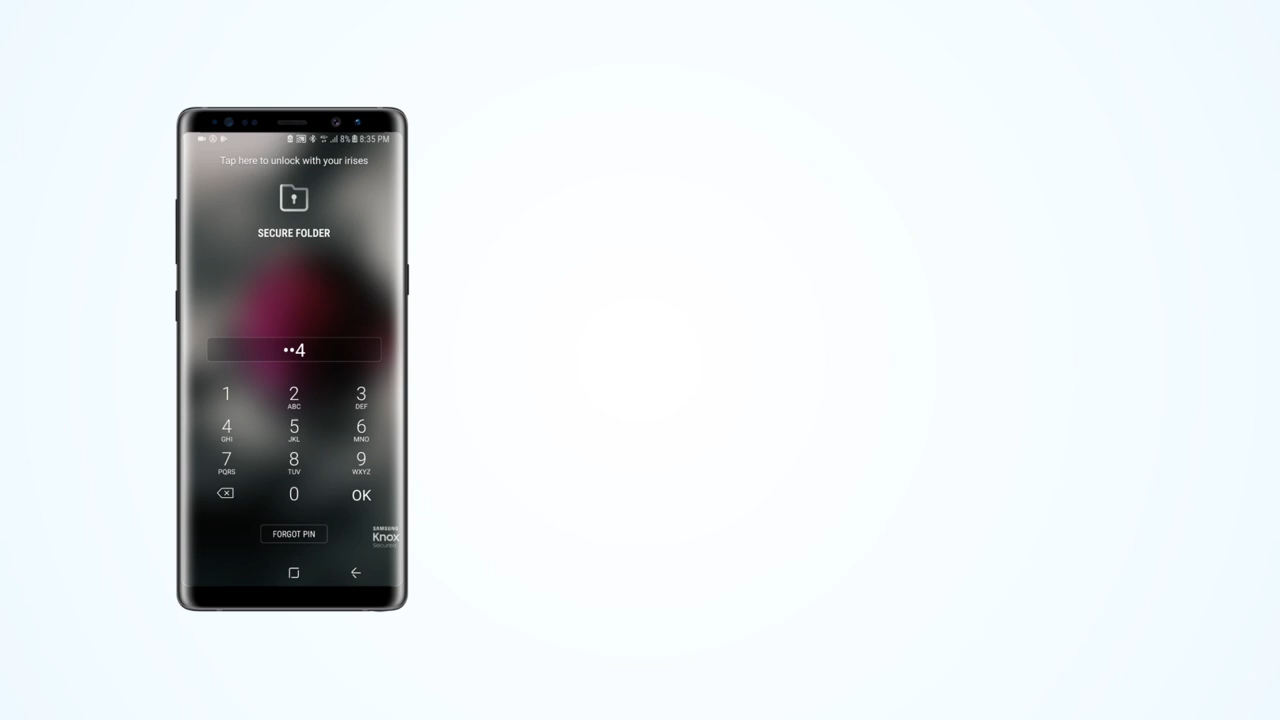 8% 8:35 PM
Tap here to unlock with your irises
SECURE FOLDER
••4
1 2 3
ABC DEF
4 5 6
GHI JKL MNO
7 8 9
PQRS TUV WXYZ
0 OK
FORGOT PIN
SAMSUNG
Knox
Secured